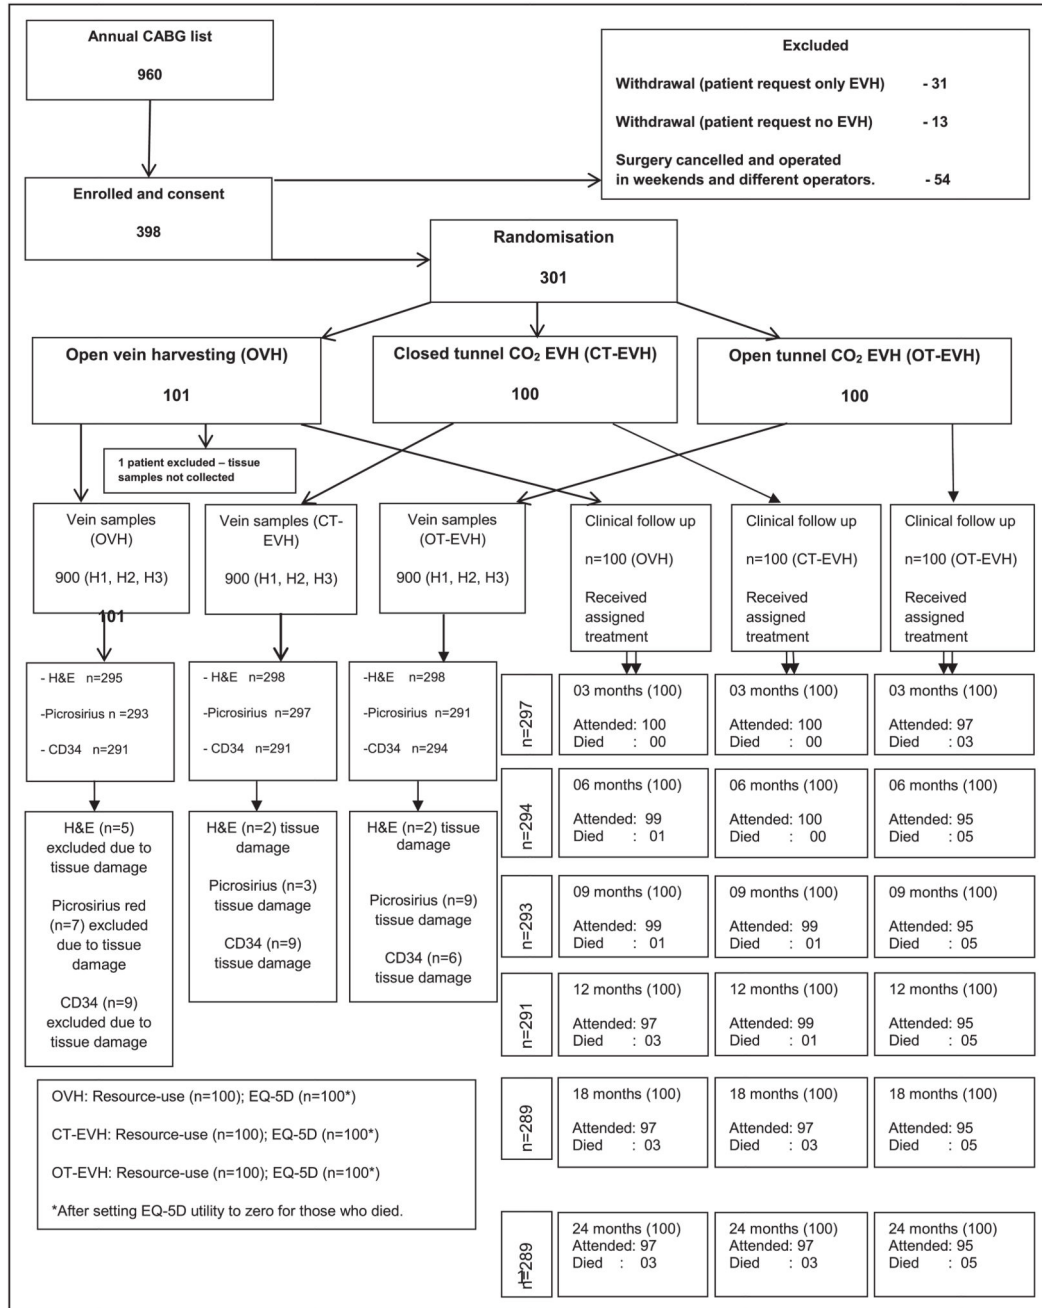 Annual CABG list
960
Excluded
Withdrawal (patient request only EVH) - 31
Withdrawal (patient request no EVH) - 13
Surgery cancelled and operated
in weekends and different operators. - 54
Enrolled and consent
398
Randomisation
301
Open vein harvesting (OVH)
101
Closed tunnel CO₂ EVH (CT-EVH)
100
Open tunnel CO₂ EVH (OT-EVH)
100
1 patient excluded – tissue
samples not collected
Vein samples
(OVH)
900 (H1, H2, H3)
101
Vein samples (CT-
EVH)
900 (H1, H2, H3)
Vein samples
(OT-EVH)
900 (H1, H2, H3)
Clinical follow up
n=100 (OVH)
Received
assigned
treatment
Clinical follow up
n=100 (CT-EVH)
Received
assigned
treatment
Clinical follow up
n=100 (OT-EVH)
Received
assigned
treatment
- H&E n=295
-Picrosirius n =293
- CD34 n=291
- H&E n=298
-Picrosirius n=297
- CD34 n=291
-H&E n=298
-Picrosirius n=291
-CD34 n=294
H&E (n=5)
excluded due to
tissue damage
Picrosirius red
(n=7) excluded
due to tissue
damage
CD34 (n=9)
excluded due to
tissue damage
H&E (n=2) tissue
damage
Picrosirius (n=3)
tissue damage
CD34 (n=9)
tissue damage
H&E (n=2) tissue
damage
Picrosirius (n=9)
tissue damage
CD34 (n=6)
tissue damage
n=297
03 months (100)
Attended: 100
Died : 00
03 months (100)
Attended: 100
Died : 00
03 months (100)
Attended: 97
Died : 03
n=294
06 months (100)
Attended: 99
Died : 01
06 months (100)
Attended: 100
Died : 00
06 months (100)
Attended: 95
Died : 05
n=293
09 months (100)
Attended: 99
Died : 01
09 months (100)
Attended: 99
Died : 01
09 months (100)
Attended: 95
Died : 05
n=291
12 months (100)
Attended: 97
Died : 03
12 months (100)
Attended: 99
Died : 01
12 months (100)
Attended: 95
Died : 05
n=289
18 months (100)
Attended: 97
Died : 03
18 months (100)
Attended: 97
Died : 03
18 months (100)
Attended: 95
Died : 05
n=289
1
24 months (100)
Attended: 97
Died : 03
24 months (100)
Attended: 97
Died : 03
24 months (100)
Attended: 95
Died : 05
OVH: Resource-use (n=100); EQ-5D (n=100*)
CT-EVH: Resource-use (n=100); EQ-5D (n=100*)
OT-EVH: Resource-use (n=100); EQ-5D (n=100*)
*After setting EQ-5D utility to zero for those who died.